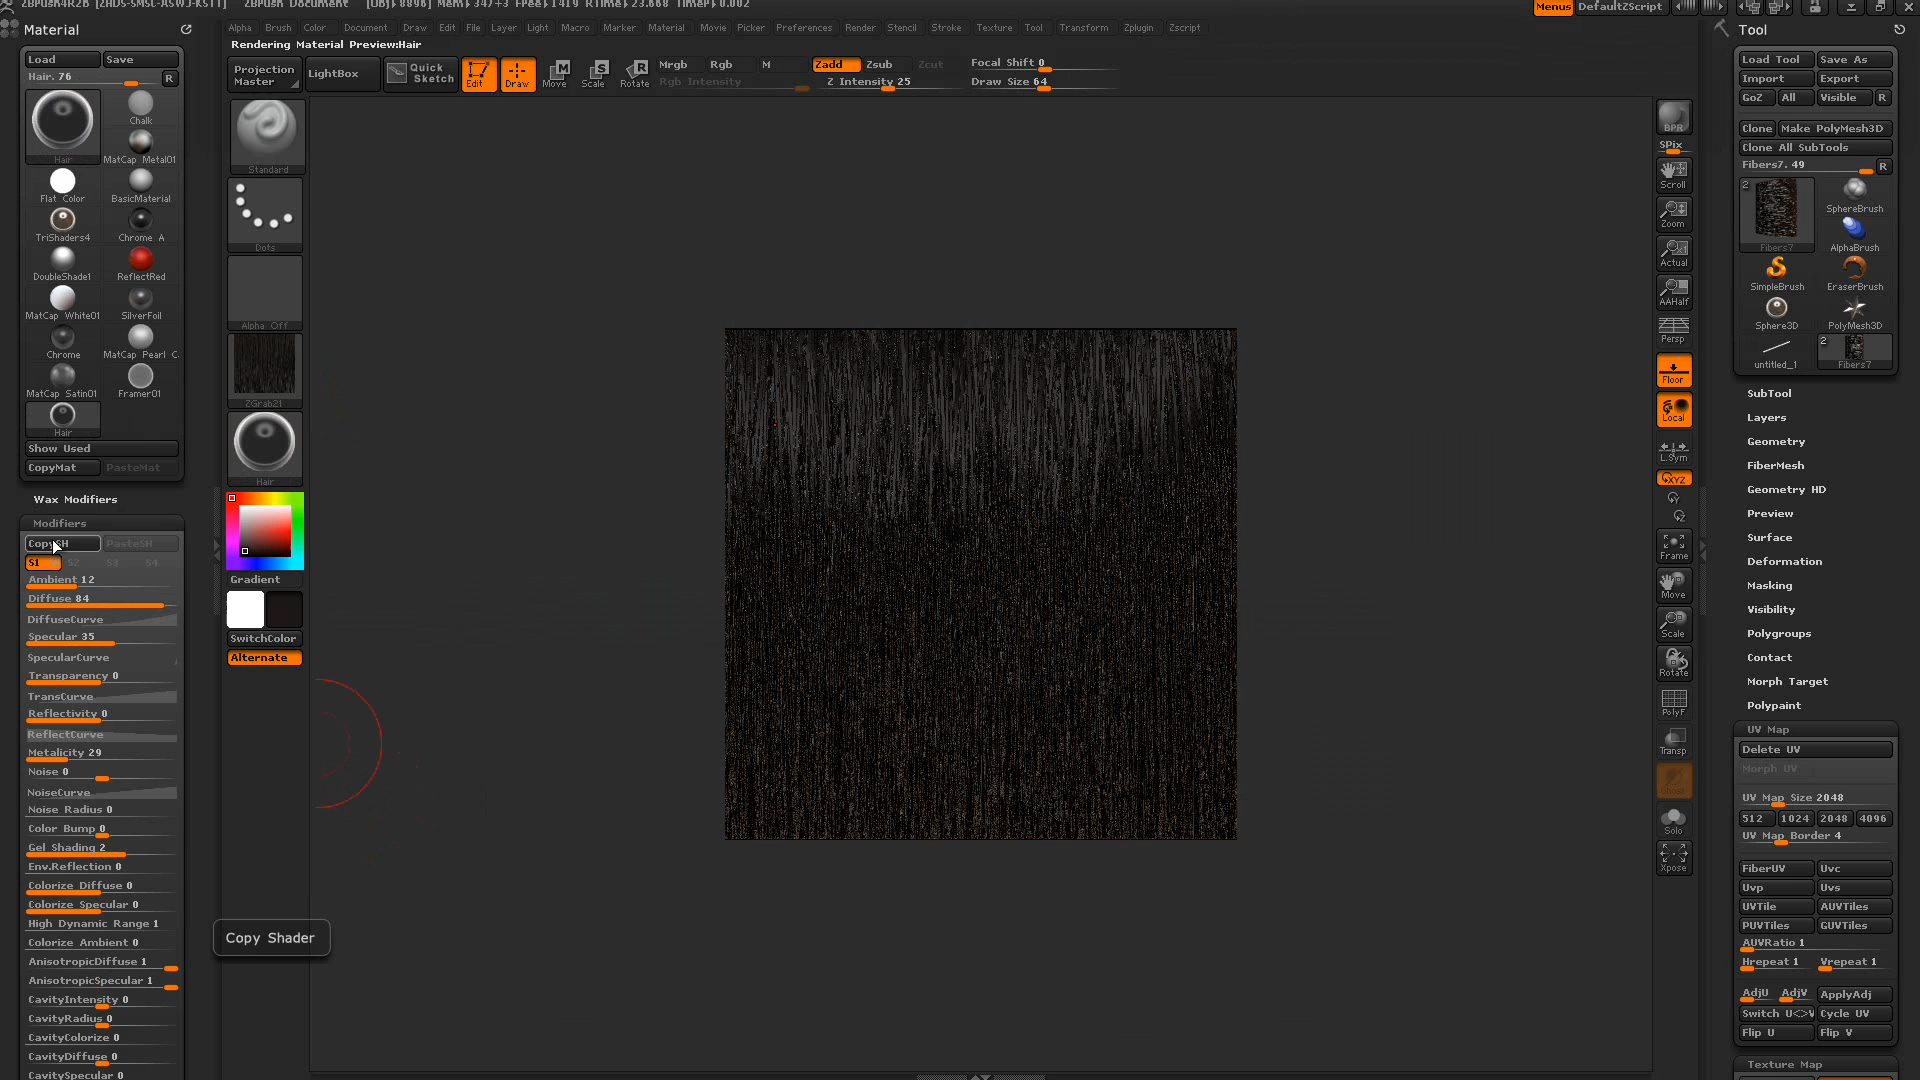 Material
Load Save
Hair. 76 R
Hair
Chalk
MatCap Metal01
Flat Color BasicMaterial
TriShaders4 Chrome A
DoubleShade1 ReflectRed
MatCap White01 SilverFoil
Chrome MatCap Pearl C
MatCap Satin01 Framer01
Hair
Show Used
CopyMat PasteMat
Wax Modifiers
Modifiers
CopySH PasteSH
S1 S2 S3 S4
Ambient 12
Diffuse 84
DiffuseCurve
Specular 35
SpecularCurve
Transparency 0
TransCurve
Reflectivity 0
ReflectCurve
Metalicity 29
Noise 0
NoiseCurve
Noise Radius 0
Color Bump 0
Gel Shading 2
Env.Reflection 0
Colorize Diffuse 0
Colorize Specular 0
High Dynamic Range 1
Colorize Ambient 0
AnisotropicDiffuse 1
AnisotropicSpecular 1
CavityIntensity 0
CavityRadius 0
CavityColorize 0
CavityDiffuse 0
CavitySpecular 0
Menus DefaultZScript
Alpha Brush Color Document Draw Edit File Layer Light Macro Marker Material Movie Picker Preferences Render Stencil Stroke Texture Tool Transform Zplugin Zscript
Rendering Material Preview:Hair
Projection Master
LightBox
Quick Sketch
Edit Draw Move Scale Rotate
Mrgb Rgb M
Rgb Intensity
Zadd Zsub Zcut
Z Intensity 25
Focal Shift 0
Draw Size 64
Standard
Dots
Alpha Off
ZGrab21
Hair
Gradient
SwitchColor
Alternate
Copy Shader
BPR
SPix
Scroll
Zoom
Actual
AAHalf
Persp
Floor
Local
L.Sym
XYZ
Frame
Move
Scale
Rotate
PolyF
Transp
Solo
Xpose
Tool
Load Tool Save As
Import Export
GoZ All Visible R
Clone Make PolyMesh3D
Clone All SubTools
Fibers7. 49 R
2
Fibers7
SphereBrush
AlphaBrush
SimpleBrush EraserBrush
Sphere3D PolyMesh3D
2
untitled_1 Fibers7
SubTool
Layers
Geometry
FiberMesh
Geometry HD
Preview
Surface
Deformation
Masking
Visibility
Polygroups
Contact
Morph Target
Polypaint
UV Map
Delete UV
Morph UV
UV Map Size 2048
512 1024 2048 4096
UV Map Border 4
FiberUV Uvc
Uvp Uvs
UVTile AUVTiles
PUVTiles GUVTiles
AUVRatio 1
Hrepeat 1 Vrepeat 1
AdjU AdjV ApplyAdj
Switch U<>V Cycle UV
Flip U Flip V
Texture Map